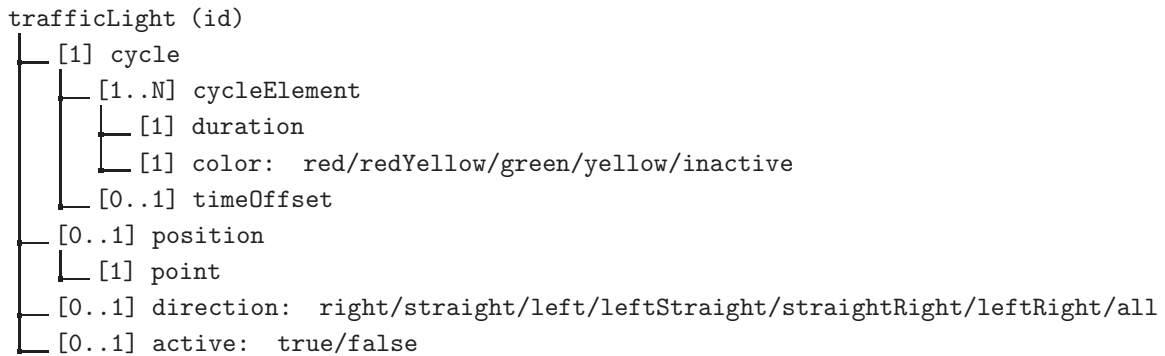 trafficLight (id)
[1] cycle
[1..N] cycleElement
[1] duration
[1] color: red/redYellow/green/yellow/inactive
[0..1] timeOffset
[0..1] position
[1] point
[0..1] direction: right/straight/left/leftStraight/straightRight/leftRight/all
[0..1] active: true/false